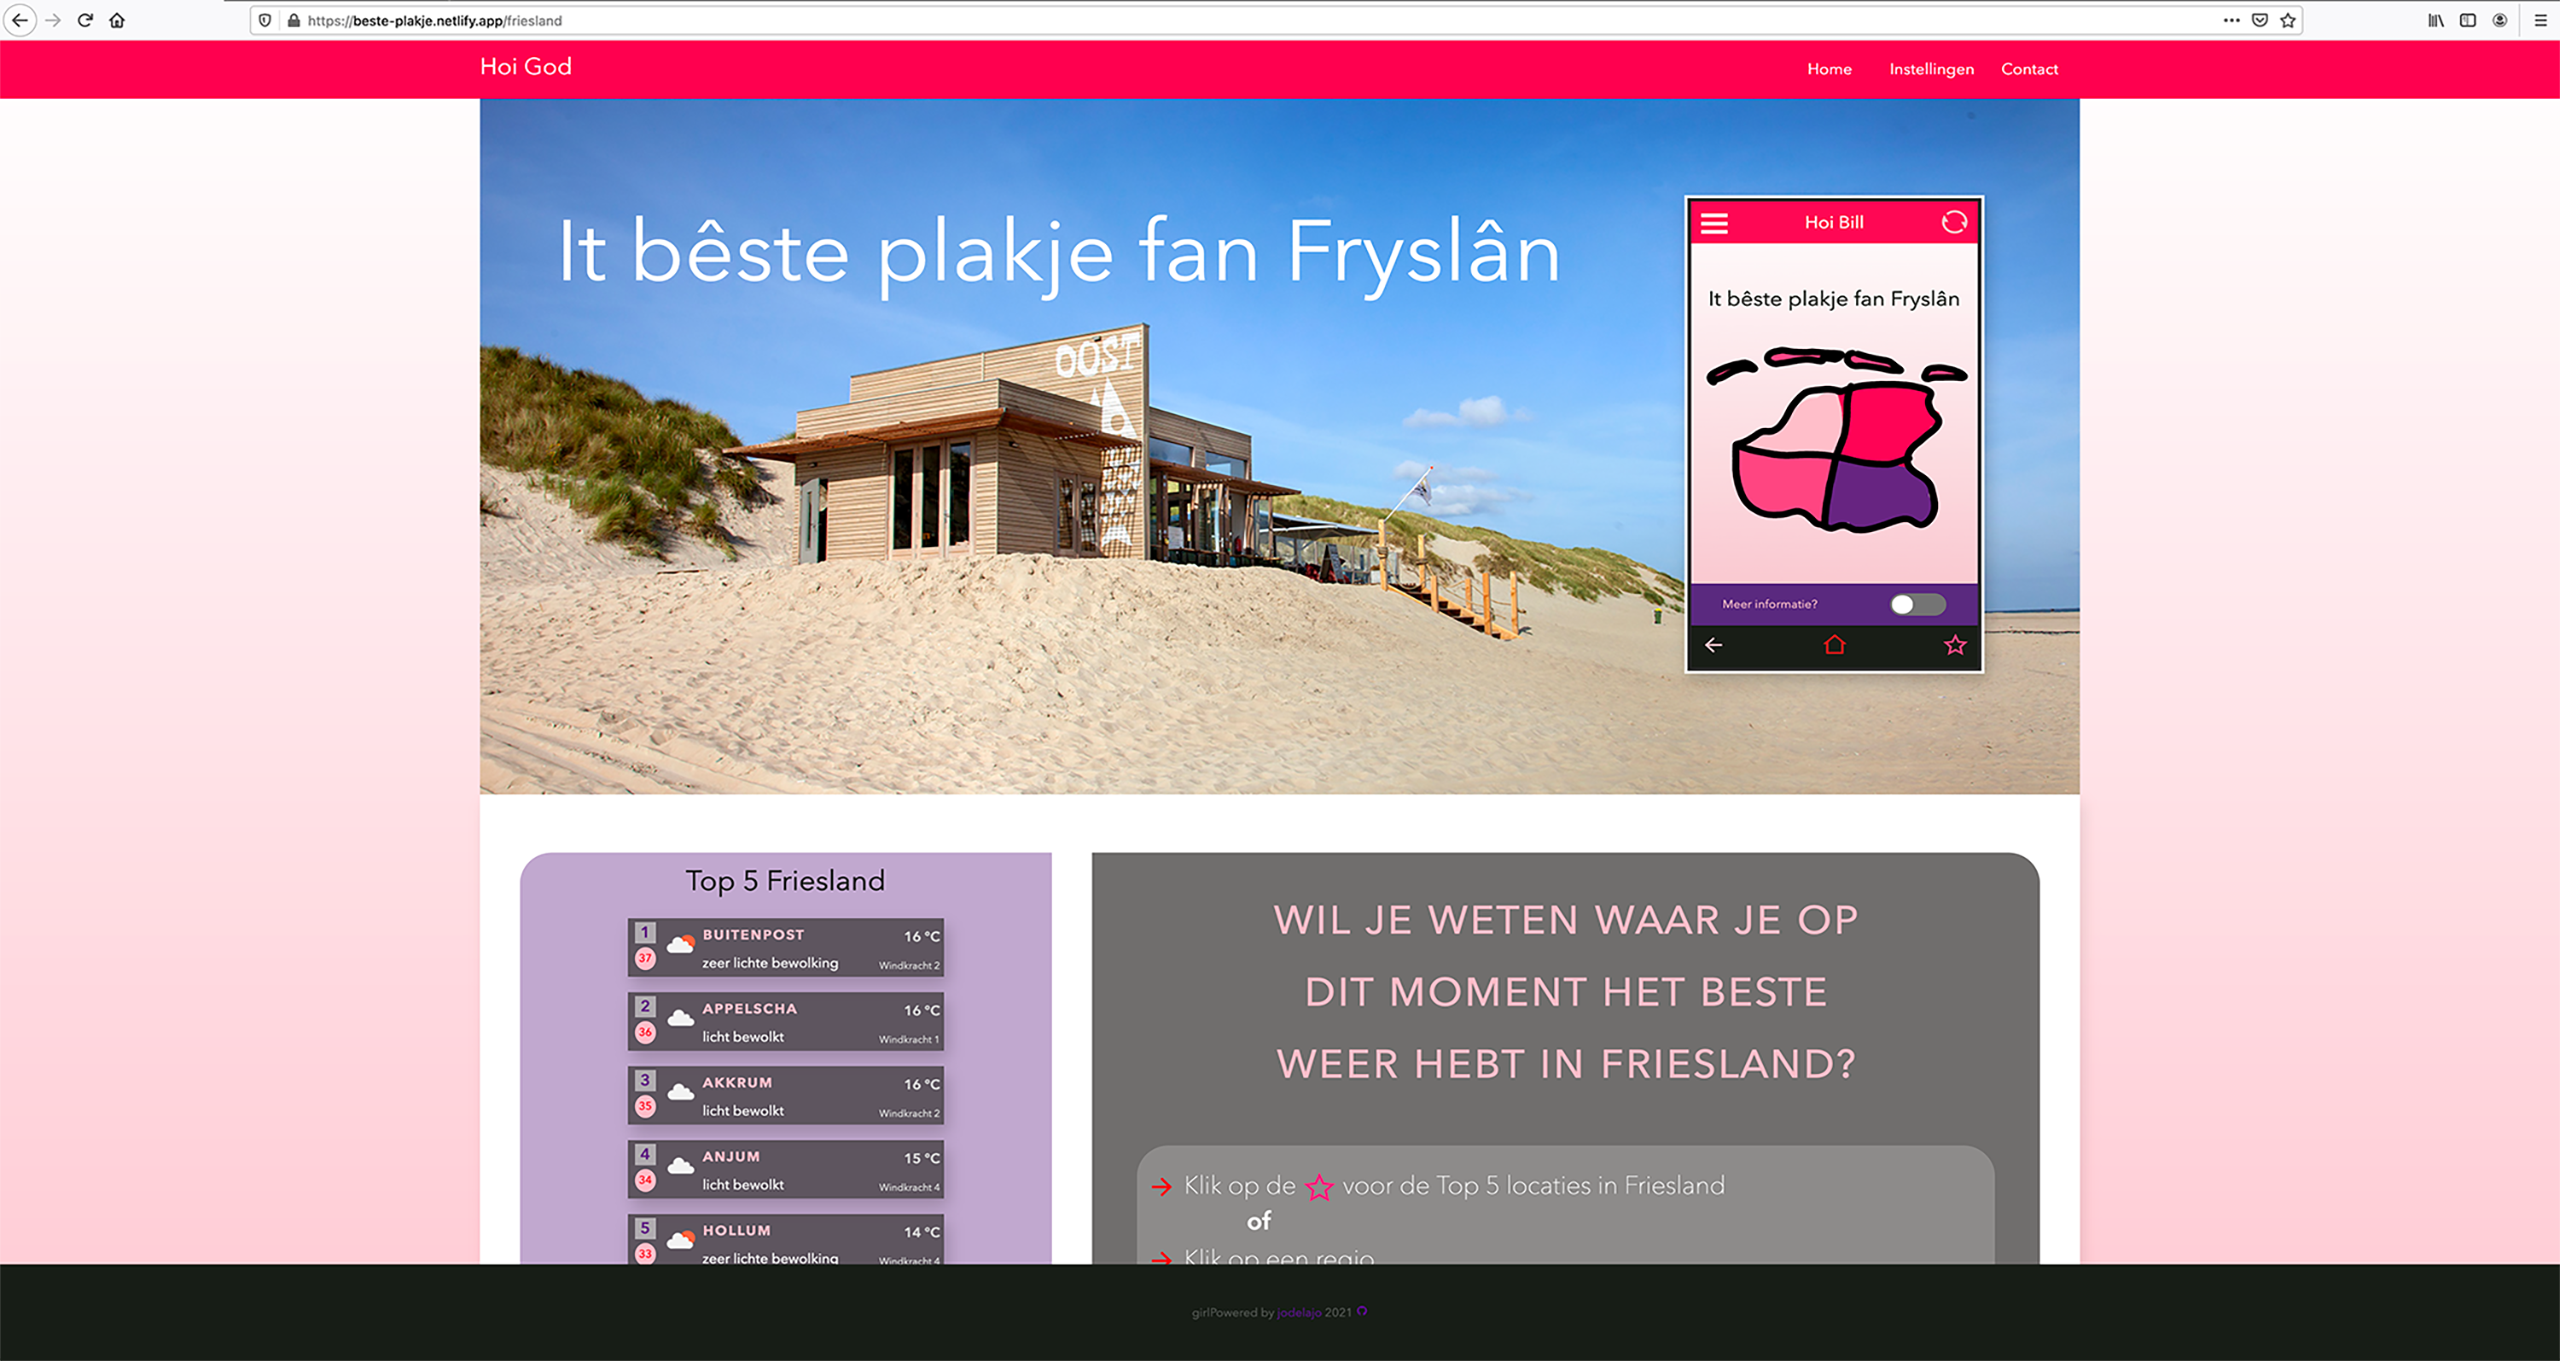 https://beste-plakje.netlify.app/friesland
Hoi God
Home Instellingen Contact
It bêste plakje fan Fryslân
OOST
Hoi Bill
It bêste plakje fan Fryslân
Meer informatie?
Top 5 Friesland
1 BUITENPOST 16 °C
37 zeer lichte bewolking Windkracht 2
2 APPELSCHA 16 °C
36 licht bewolkt Windkracht 1
3 AKKRUM 16 °C
35 licht bewolkt Windkracht 2
4 ANJUM 15 °C
34 licht bewolkt Windkracht 4
5 HOLLUM 14 °C
33 zeer lichte bewolking Windkracht 4
WIL JE WETEN WAAR JE OP
DIT MOMENT HET BESTE
WEER HEBT IN FRIESLAND?
→ Klik op de ☆ voor de Top 5 locaties in Friesland
of
→ Klik op een regio
girlPowered by jodelajo 2021